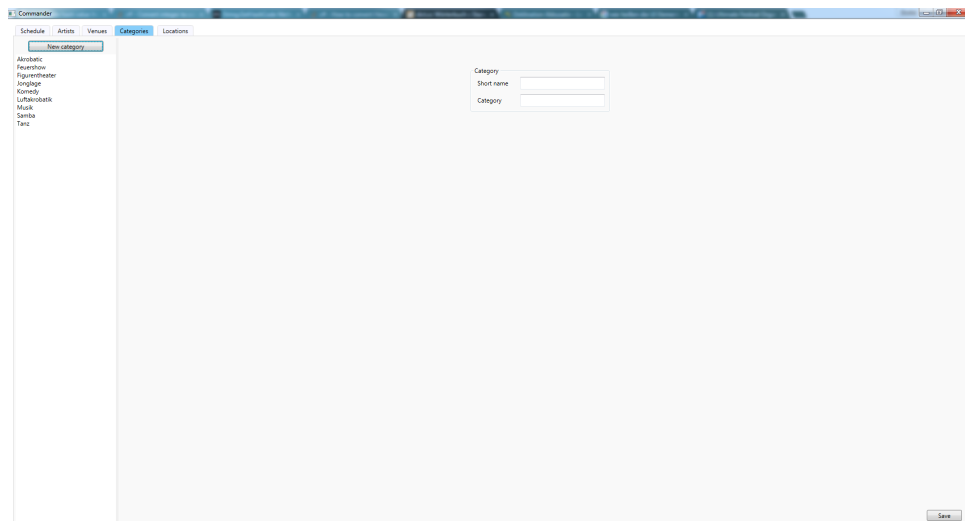 Commander
Schedule Artists Venues Categories Locations
New category
Akrobatic
Feuershow
Figurentheater
Jonglage
Komedy
Luftakrobatik
Musik
Samba
Tanz
Category
Short name
Category
Save